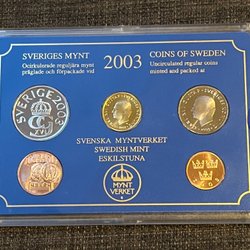 SVERIGES MYNT
Ocirkulerade reguljära mynt
präglade och förpackade vid
2003
COINS OF SWEDEN
Uncirculated regular coins
minted and packed at
SVERIGE 2003
SVENSKA MYNTVERKET
SWEDISH MINT
ESKILSTUNA
MYNT
VERKET